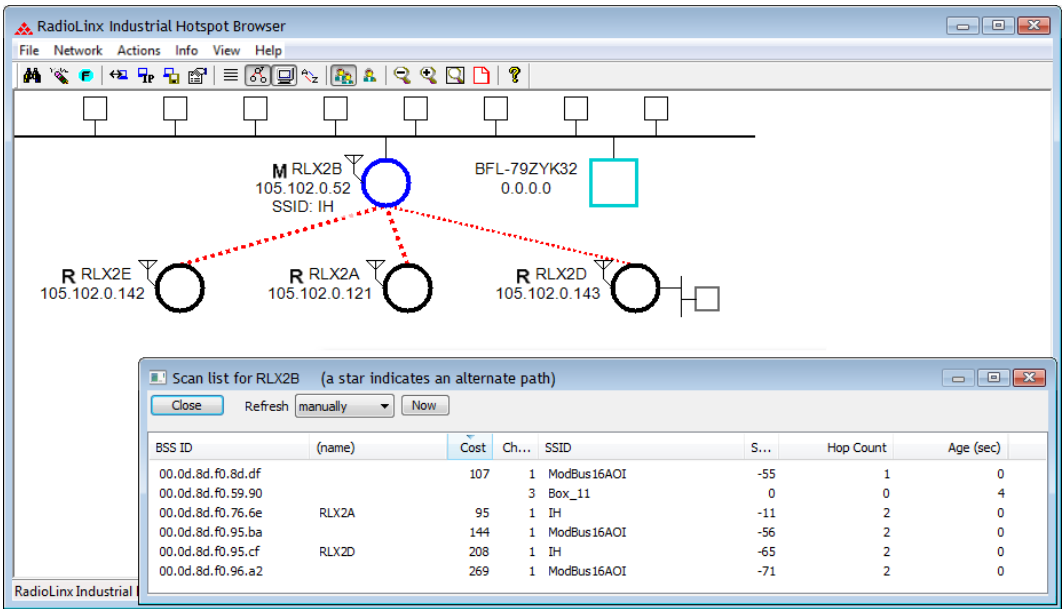 RadioLinx Industrial Hotspot Browser
File Network Actions Info View Help
M RLX2B
105.102.0.52
SSID: IH
BFL-79ZYK32
0.0.0.0
R RLX2E
105.102.0.142
R RLX2A
105.102.0.121
R RLX2D
105.102.0.143
Scan list for RLX2B (a star indicates an alternate path)
Close Refresh manually Now
BSS ID (name) Cost Ch... SSID S... Hop Count Age (sec)
00.0d.8d.f0.8d.df 107 1 ModBus16AOI -55 1 0
00.0d.8d.f0.59.90 3 Box_11 0 0 4
00.0d.8d.f0.76.6e RLX2A 95 1 IH -11 2 0
00.0d.8d.f0.95.ba 144 1 ModBus16AOI -56 2 0
00.0d.8d.f0.95.cf RLX2D 208 1 IH -65 2 0
00.0d.8d.f0.96.a2 269 1 ModBus16AOI -71 2 0
RadioLinx Industrial